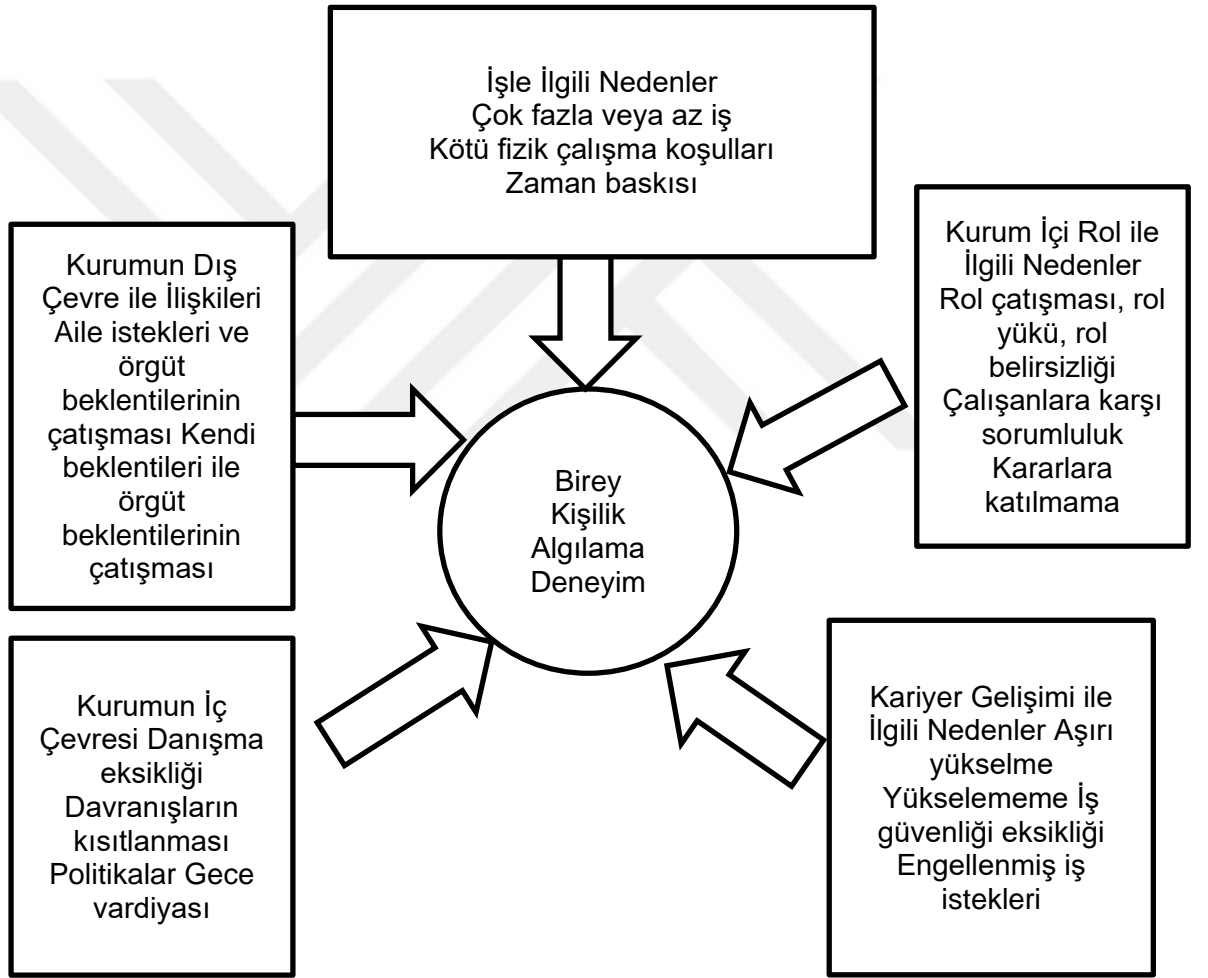 İşle İlgili Nedenler
Çok fazla veya az iş
Kötü fizik çalışma koşulları
Zaman baskısı
Kurumun Dış
Çevre ile İlişkileri
Aile istekleri ve
örgüt
beklentilerinin
çatışması Kendi
beklentileri ile
örgüt
beklentilerinin
çatışması
Kurum İçi Rol ile
İlgili Nedenler
Rol çatışması, rol
yükü, rol
belirsizliği
Çalışanlara karşı
sorumluluk
Kararlara
katılmama
Birey
Kişilik
Algılama
Deneyim
Kurumun İç
Çevresi Danışma
eksikliği
Davranışların
kısıtlanması
Politikalar Gece
vardiyası
Kariyer Gelişimi ile
İlgili Nedenler Aşırı
yükselme
Yükselememe İş
güvenliği eksikliği
Engellenmiş iş
istekleri